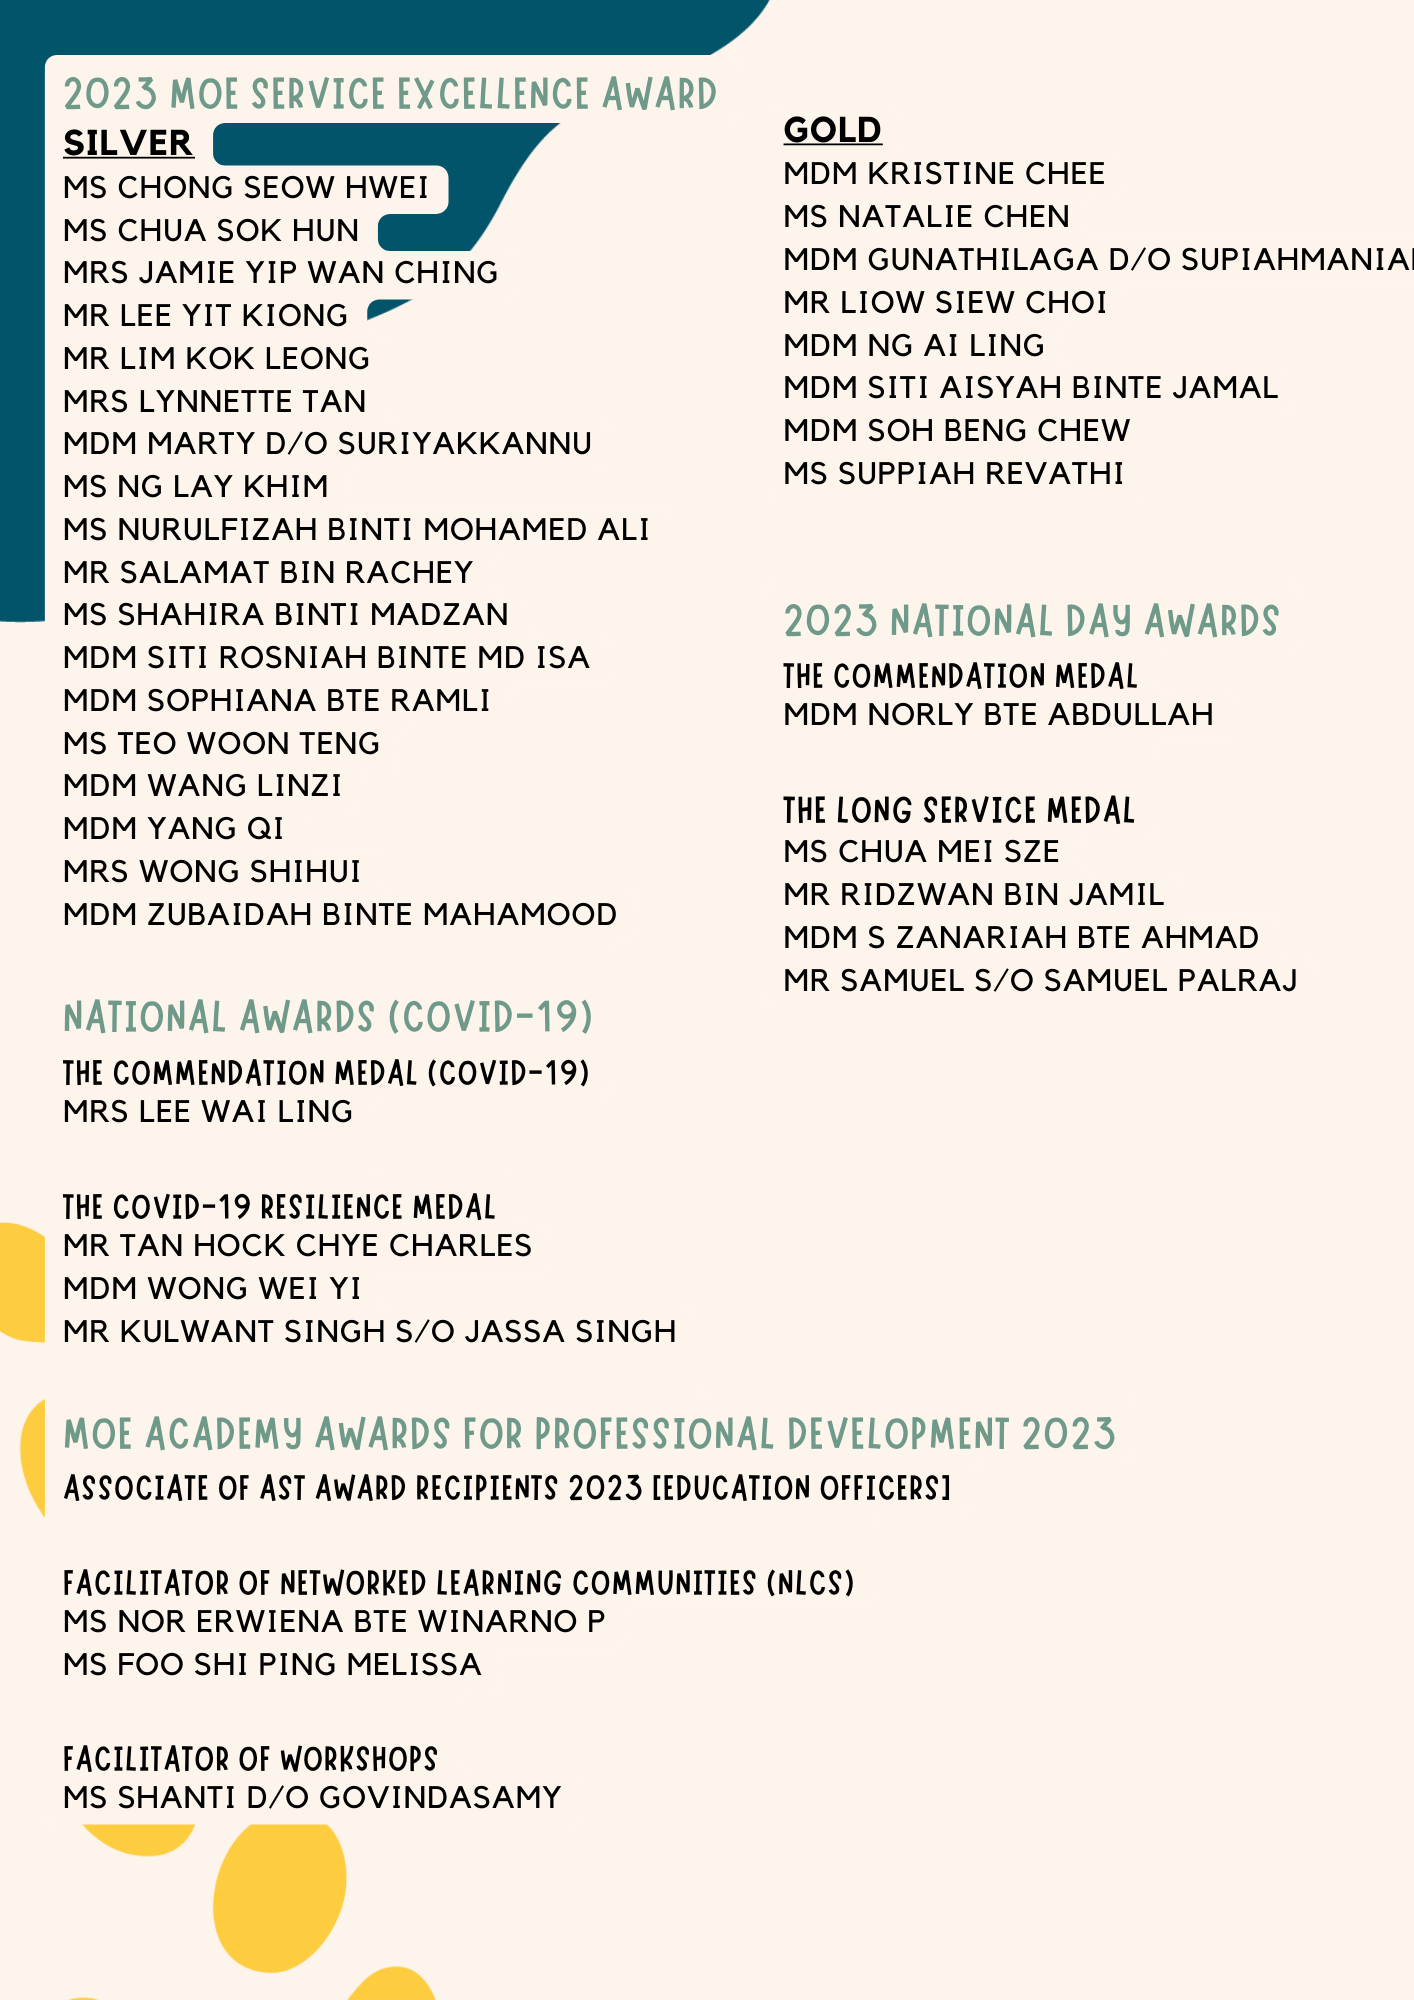 2023 MOE SERVICE EXCELLENCE AWARD
SILVER
MS CHONG SEOW HWEI
MS CHUA SOK HUN
MRS JAMIE YIP WAN CHING
MR LEE YIT KIONG
MR LIM KOK LEONG
MRS LYNNETTE TAN
MDM MARTY D/O SURIYAKKANNU
MS NG LAY KHIM
MS NURULFIZAH BINTI MOHAMED ALI
MR SALAMAT BIN RACHEY
MS SHAHIRA BINTI MADZAN
MDM SITI ROSNIAH BINTE MD ISA
MDM SOPHIANA BTE RAMLI
MS TEO WOON TENG
MDM WANG LINZI
MDM YANG QI
MRS WONG SHIHUI
MDM ZUBAIDAH BINTE MAHAMOOD
GOLD
MDM KRISTINE CHEE
MS NATALIE CHEN
MDM GUNATHILAGA D/O
MR LIOW SIEW CHOI
MDM NG AI LING
MDM SITI AISYAH BINTE JAMAL
MDM SOH BENG CHEW
MS SUPPIAH REVATHI
2023 NATIONAL DAY AWARDS
THE COMMENDATION MEDAL
MDM NORLY BTE ABDULLAH
THE LONG SERVICE MEDAL
MS CHUA MEI SZE
MR RIDZWAN BIN JAMIL
MDM S ZANARIAH BTE AHMAD
MR SAMUEL S/O SAMUEL PALRAJ
NATIONAL AWARDS (COVID-19)
THE COMMENDATION MEDAL (COVID-19)
MRS LEE WAI LING
THE COVID-19 RESILIENCE MEDAL
MR TAN HOCK CHYE CHARLES
MDM WONG WEI YI
MR KULWANT SINGH S/O JASSA SINGH
MOE ACADEMY AWARDS FOR PROFESSIONAL DEVELOPMENT 2023
ASSOCIATE OF AST AWARD RECIPIENTS 2023 [EDUCATION OFFICERS]
FACILITATOR OF NETWORKED LEARNING COMMUNITIES (NLCS)
MS NOR ERWIENA BTE WINARNO P
MS FOO SHI PING MELISSA
FACILITATOR OF WORKSHOPS
MS SHANTI D/O GOVINDASAMY